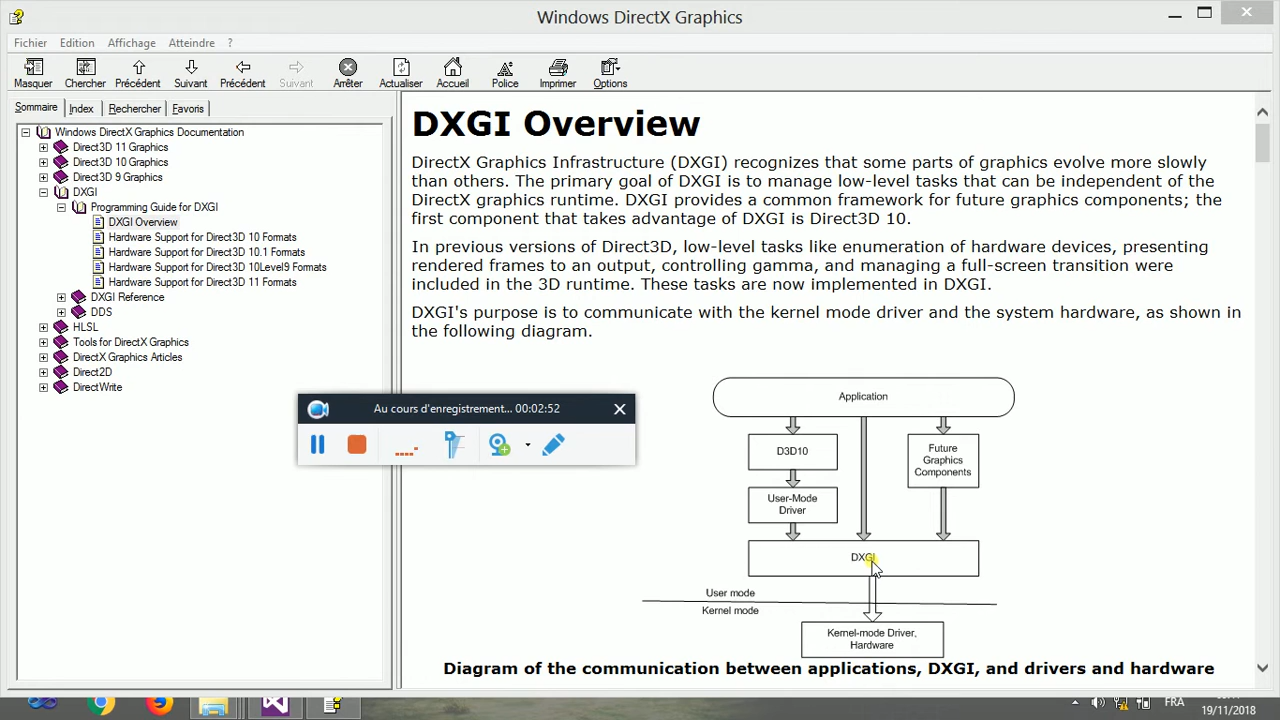 Windows DirectX Graphics
Fichier Edition Affichage Atteindre ?
Masquer Chercher Précédent Suivant Précédent Suivant Arrêter Actualiser Accueil Police Imprimer Options
Sommaire Index Rechercher Favoris
Windows DirectX Graphics Documentation
Direct3D 11 Graphics
Direct3D 10 Graphics
Direct3D 9 Graphics
DXGI
Programming Guide for DXGI
DXGI Overview
Hardware Support for Direct3D 10 Formats
Hardware Support for Direct3D 10.1 Formats
Hardware Support for Direct3D 10Level9 Formats
Hardware Support for Direct3D 11 Formats
DXGI Reference
DDS
HLSL
Tools for DirectX Graphics
DirectX Graphics Articles
Direct2D
DirectWrite
DXGI Overview
DirectX Graphics Infrastructure (DXGI) recognizes that some parts of graphics evolve more slowly
than others. The primary goal of DXGI is to manage low-level tasks that can be independent of the
DirectX graphics runtime. DXGI provides a common framework for future graphics components; the
first component that takes advantage of DXGI is Direct3D 10.
In previous versions of Direct3D, low-level tasks like enumeration of hardware devices, presenting
rendered frames to an output, controlling gamma, and managing a full-screen transition were
included in the 3D runtime. These tasks are now implemented in DXGI.
DXGI's purpose is to communicate with the kernel mode driver and the system hardware, as shown in
the following diagram.
Au cours d'enregistrement... 00:02:52
Application
D3D10
Future
Graphics
Components
User-Mode
Driver
DXGI
User mode
Kernel mode
Kernel-mode Driver,
Hardware
Diagram of the communication between applications, DXGI, and drivers and hardware
FRA
19/11/2018